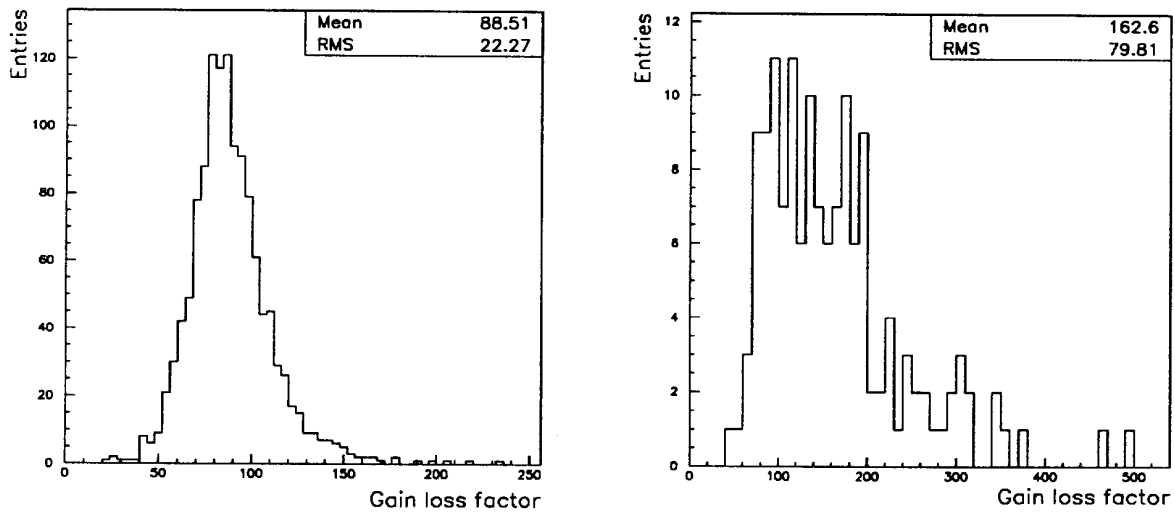 Mean 88.51
RMS 22.27
Entries
120
100
80
60
40
20
0
0 50 100 150 200 250
Gain loss factor
Mean 162.6
RMS 79.81
Entries
12
10
8
6
4
2
0
0 100 200 300 400 500
Gain loss factor